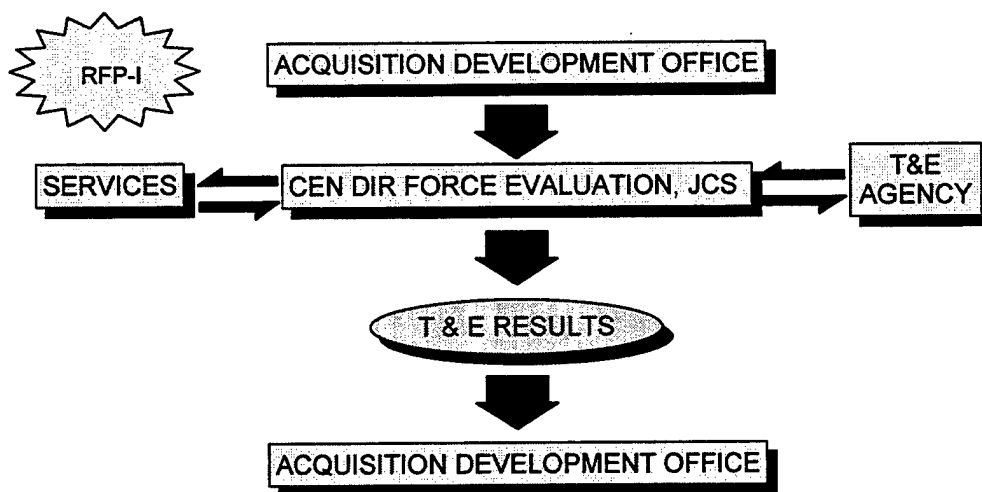 RFP-I
ACQUISITION DEVELOPMENT OFFICE
SERVICES
CEN DIR FORCE EVALUATION, JCS
T&E
AGENCY
T & E RESULTS
ACQUISITION DEVELOPMENT OFFICE